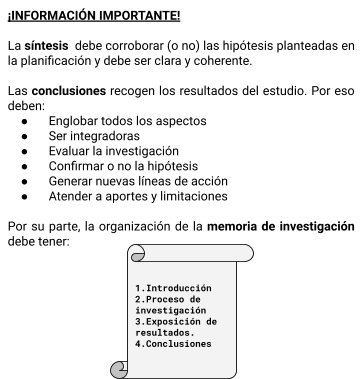 ¡INFORMACIÓN IMPORTANTE!
La síntesis debe corroborar (o no) las hipótesis planteadas en
la planificación y debe ser clara y coherente.
Las conclusiones recogen los resultados del estudio. Por eso
deben:
● Englobar todos los aspectos
● Ser integradoras
● Evaluar la investigación
● Confirmar o no la hipótesis
● Generar nuevas líneas de acción
● Atender a aportes y limitaciones
Por su parte, la organización de la memoria de investigación
debe tener:
1.Introducción
2.Proceso de
investigación
3.Exposición de
resultados.
4.Conclusiones